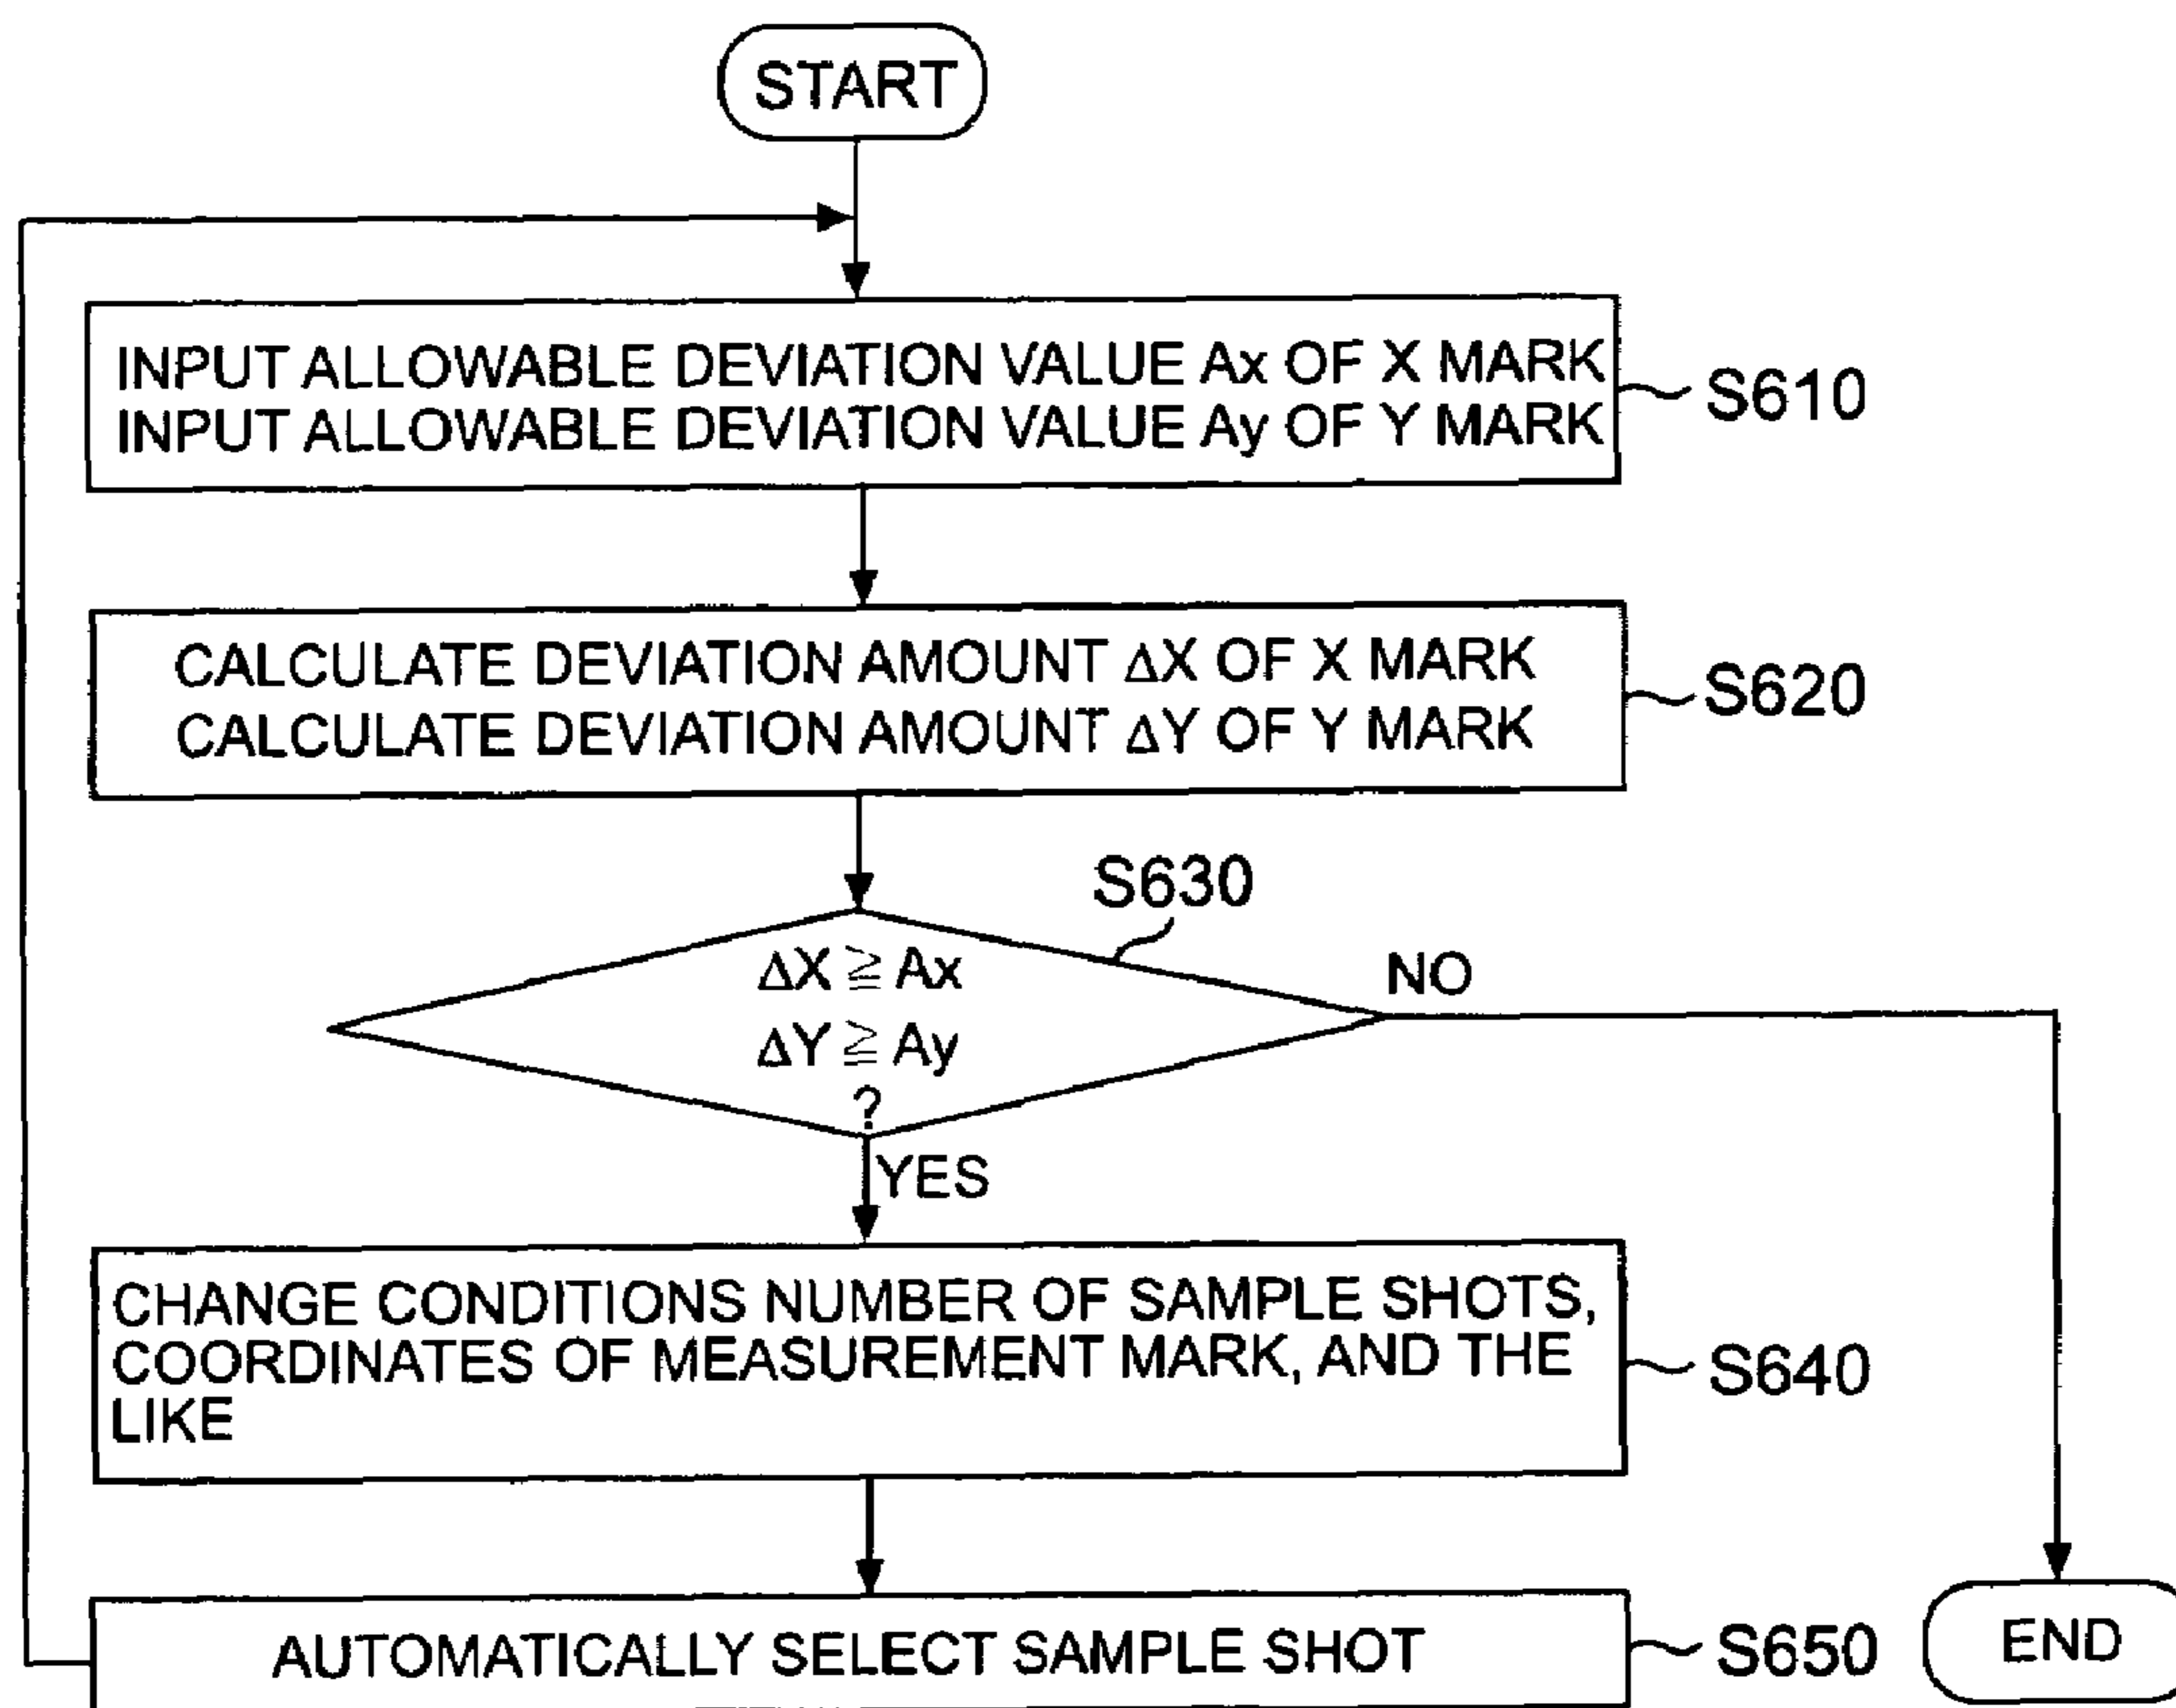 START
INPUT ALLOWABLE DEVIATION VALUE Ax OF X MARK
INPUT ALLOWABLE DEVIATION VALUE Ay OF Y MARK
S610
CALCULATE DEVIATION AMOUNT ΔX OF X MARK
CALCULATE DEVIATION AMOUNT ΔY OF Y MARK
S620
S630
ΔX ≧ Ax
ΔY ≧ Ay
?
NO
YES
CHANGE CONDITIONS NUMBER OF SAMPLE SHOTS,
COORDINATES OF MEASUREMENT MARK, AND THE
LIKE
S640
AUTOMATICALLY SELECT SAMPLE SHOT
S650
END